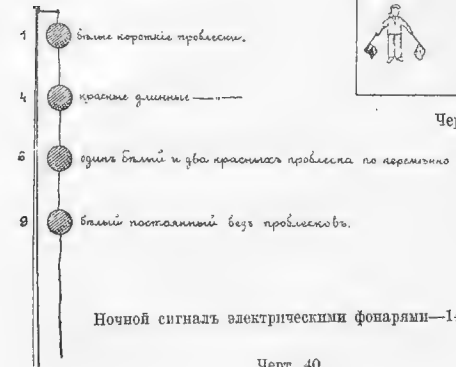 1 бѣлые короткіе проблески.
4 красные длинные —„—
Чер
6 одинъ бѣлый и два красныхъ проблеска по перемѣнно
9 бѣлый постоянный безъ проблесковъ.
Ночной сигналъ электрическими фонарями—1
Черт. 40